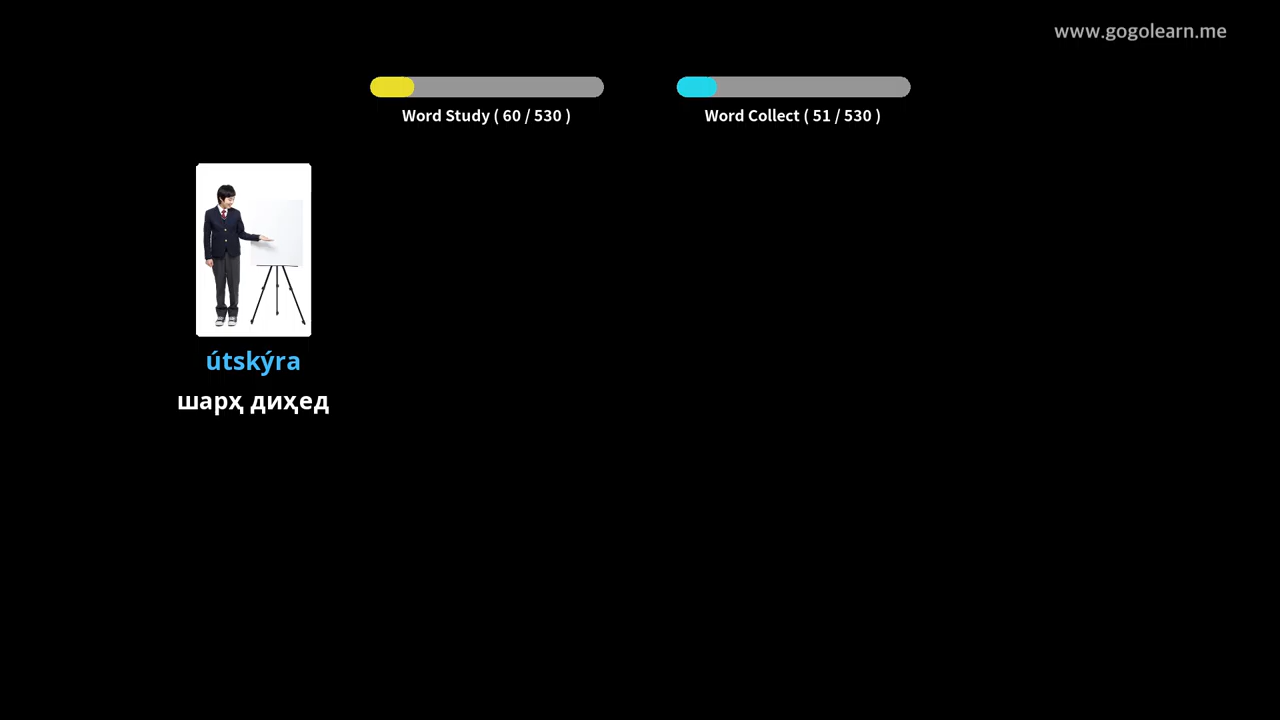 www.gogolearn.me
Word Study ( 60 / 530 )
Word Collect ( 51 / 530 )
útskýra
шарҳ диҳед